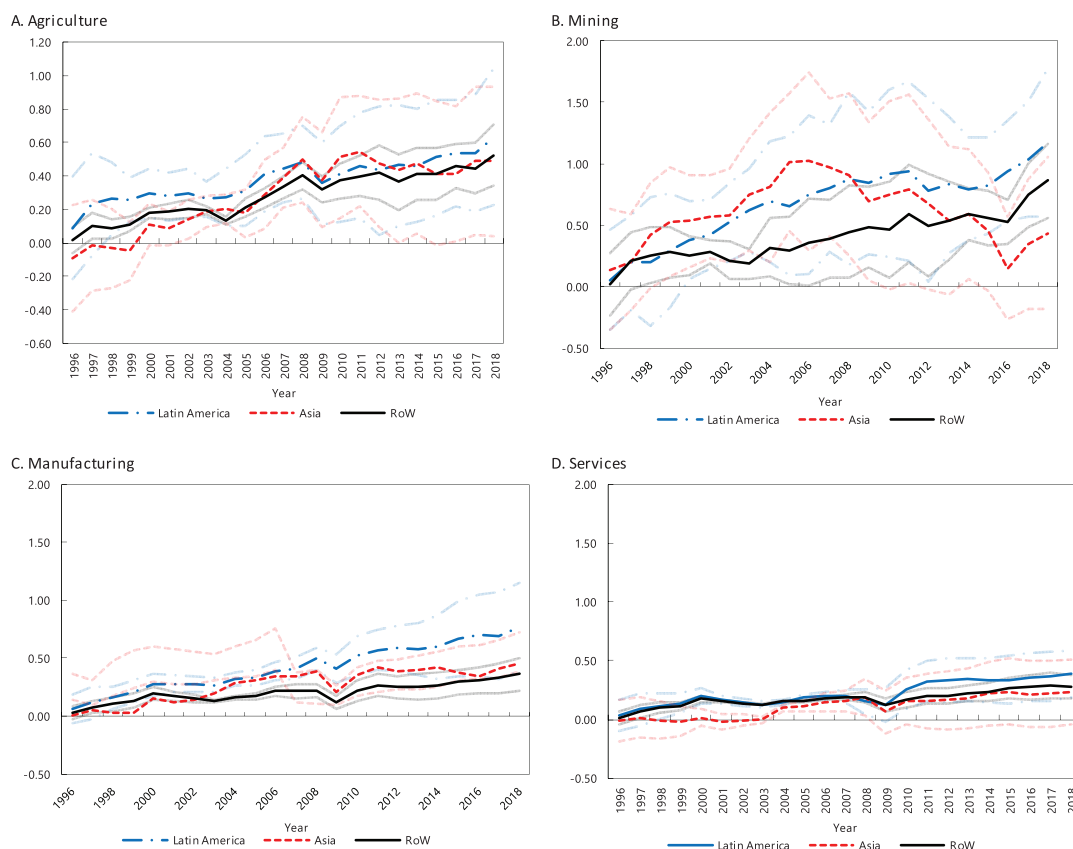 A. Agriculture
1.20
1.00
0.80
0.60
0.40
0.20
0.00
-0.20
-0.40
-0.60
1996 1997 1998 1999 2000 2001 2002 2003 2004 2005 2006 2007 2008 2009 2010 2011 2012 2013 2014 2015 2016 2017 2018
Year
Latin America Asia RoW
B. Mining
2.00
1.50
1.00
0.50
0.00
-0.50
1996 1998 2000 2002 2004 2006 2008 2010 2012 2014 2016 2018
Year
Latin America Asia RoW
C. Manufacturing
2.00
1.50
1.00
0.50
0.00
-0.50
1996 1998 2000 2002 2004 2006 2008 2010 2012 2014 2016 2018
Year
Latin America Asia RoW
D. Services
2.00
1.50
1.00
0.50
0.00
-0.50
1996 1997 1998 1999 2000 2001 2002 2003 2004 2005 2006 2007 2008 2009 2010 2011 2012 2013 2014 2015 2016 2017 2018
Year
Latin America Asia RoW